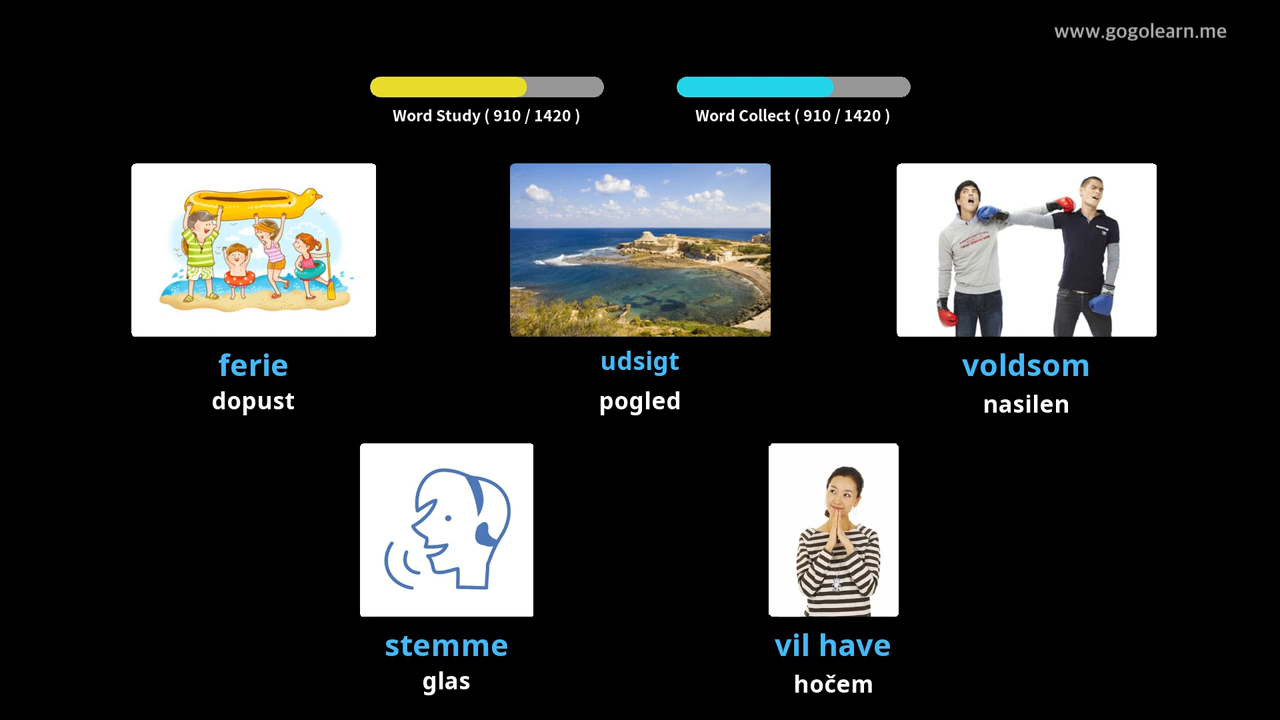 www.gogolearn.me
Word Study ( 910 / 1420 )
Word Collect ( 910 / 1420 )
ferie
dopust
udsigt
pogled
voldsom
nasilen
stemme
glas
vil have
hočem